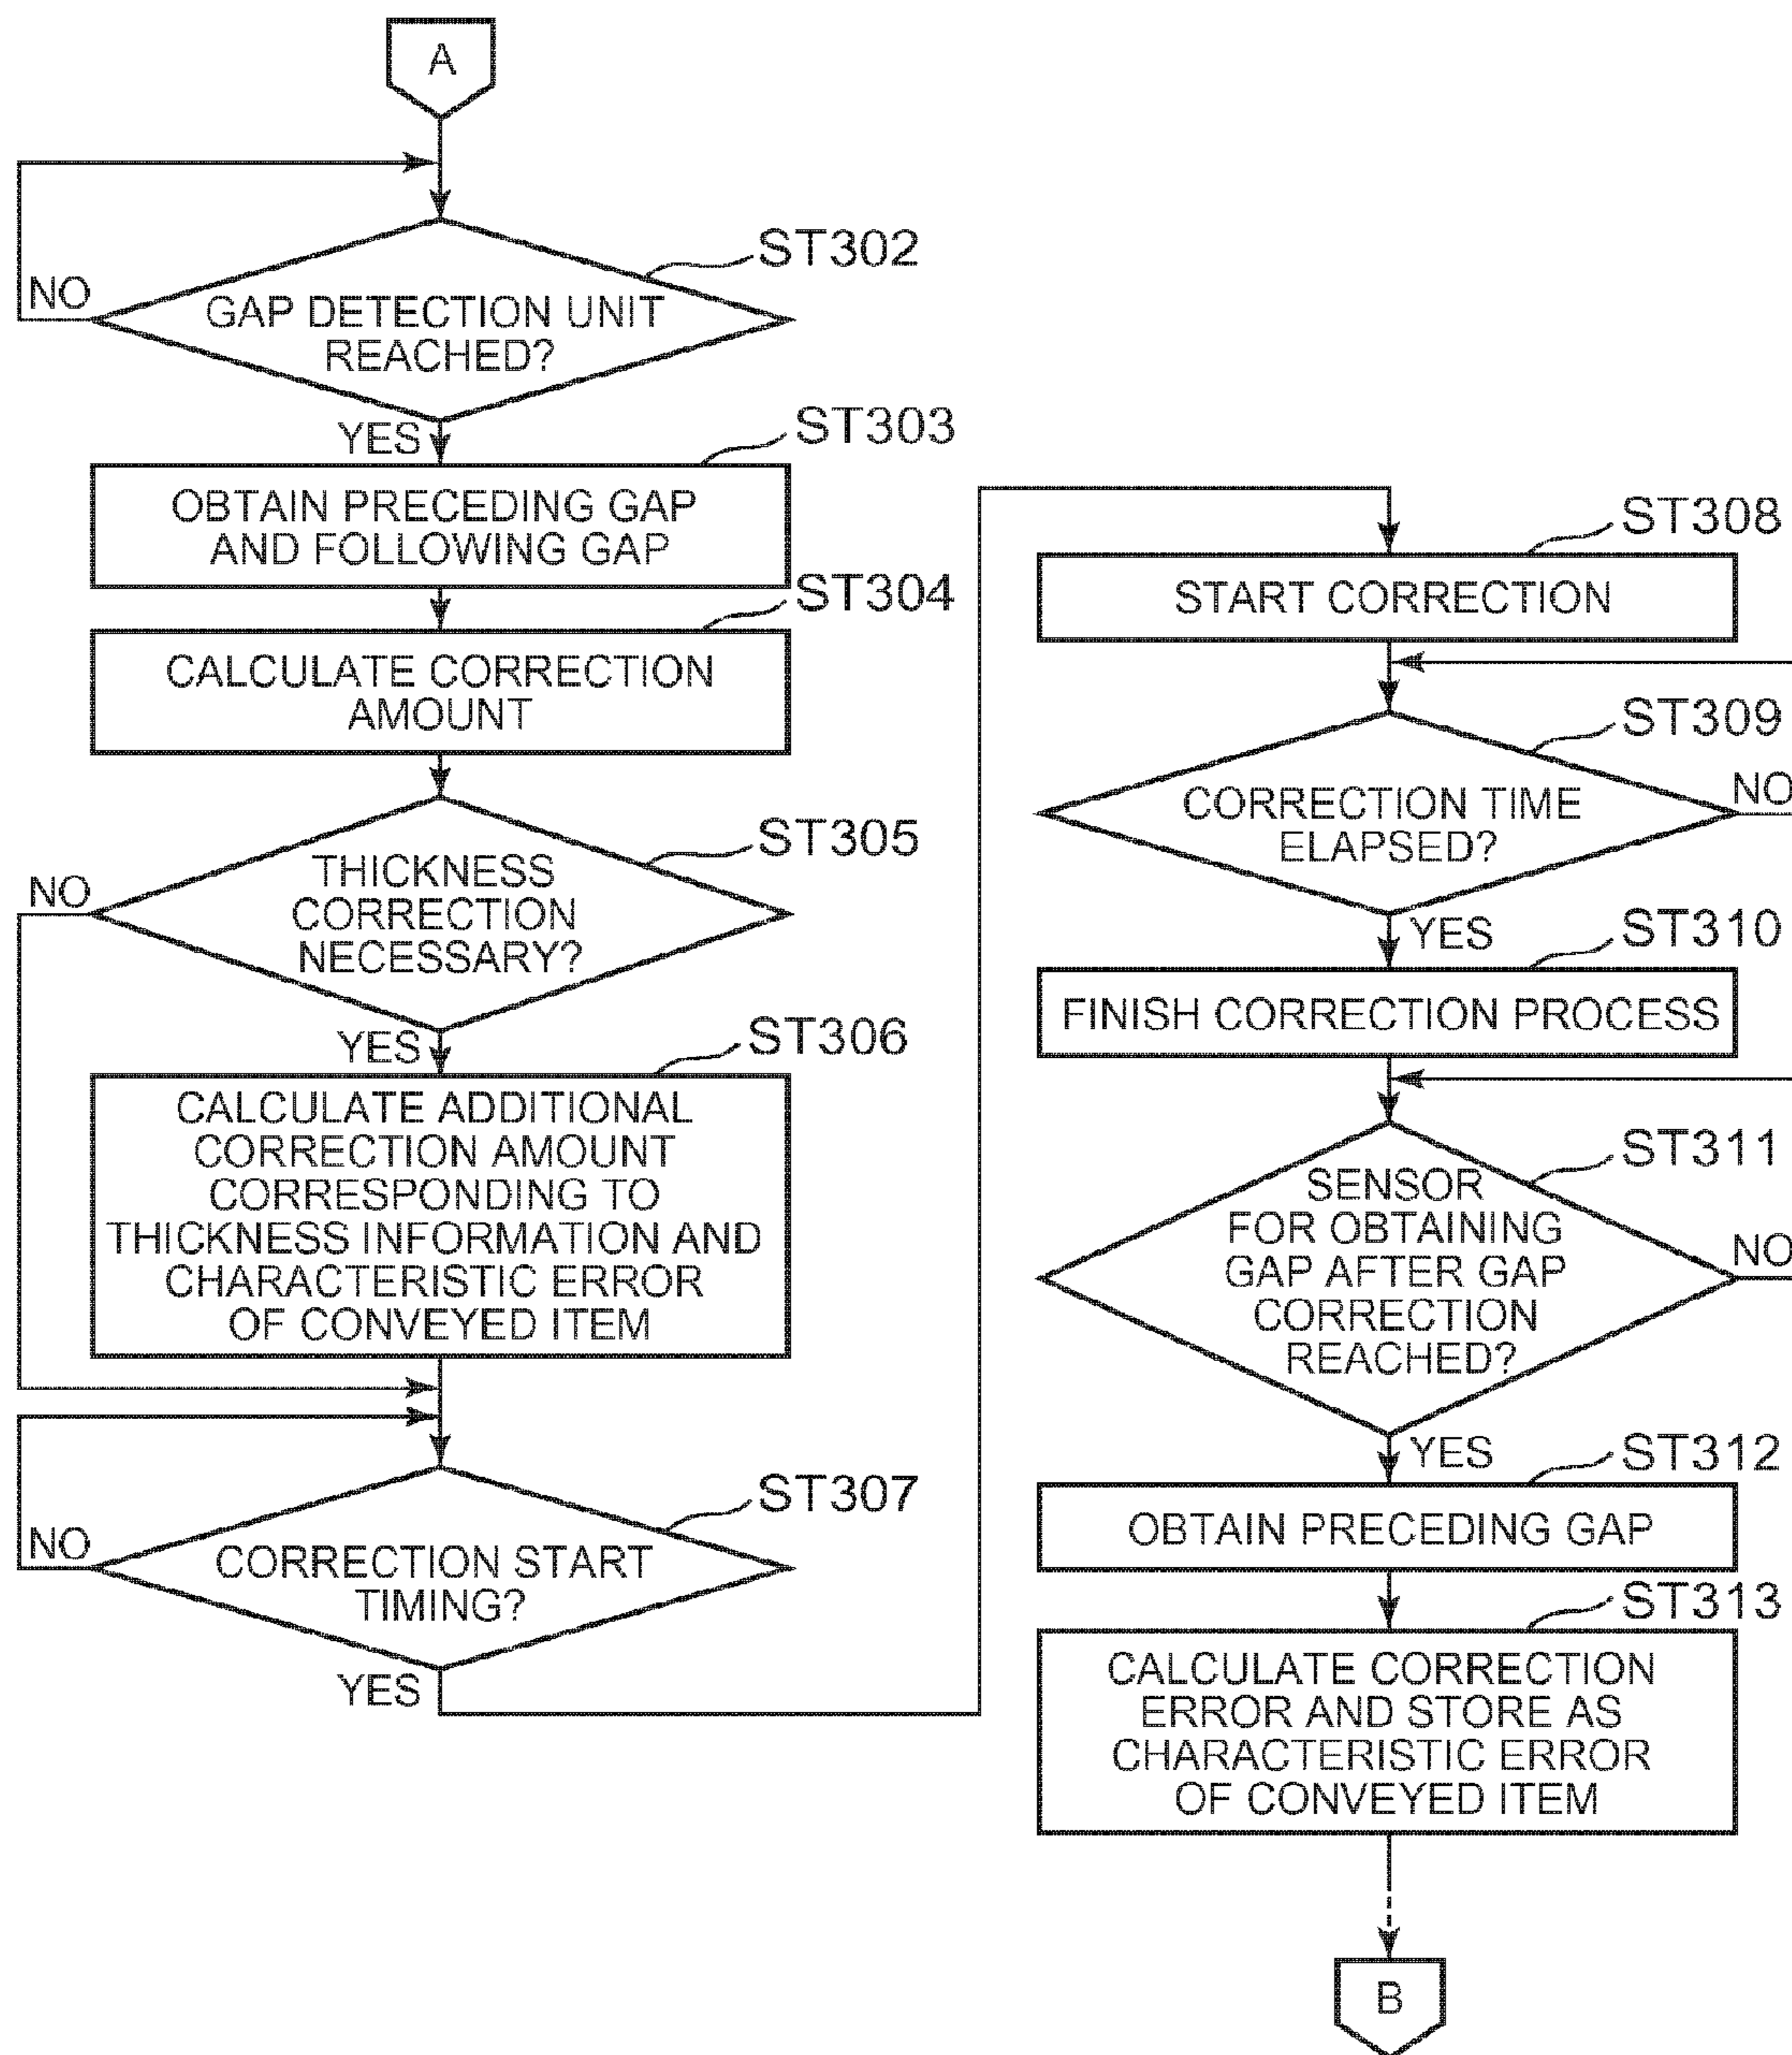 A
ST302
NO
GAP DETECTION UNIT
REACHED?
YES
ST303
OBTAIN PRECEDING GAP
AND FOLLOWING GAP
ST304
CALCULATE CORRECTION
AMOUNT
ST305
NO
THICKNESS
CORRECTION
NECESSARY?
YES
ST306
CALCULATE ADDITIONAL
CORRECTION AMOUNT
CORRESPONDING TO
THICKNESS INFORMATION AND
CHARACTERISTIC ERROR
OF CONVEYED ITEM
ST307
NO
CORRECTION START
TIMING?
YES
ST308
START CORRECTION
ST309
NO
CORRECTION TIME
ELAPSED?
YES
ST310
FINISH CORRECTION PROCESS
ST311
SENSOR
FOR OBTAINING
NO
GAP AFTER GAP
CORRECTION
REACHED?
YES
ST312
OBTAIN PRECEDING GAP
ST313
CALCULATE CORRECTION
ERROR AND STORE AS
CHARACTERISTIC ERROR
OF CONVEYED ITEM
B